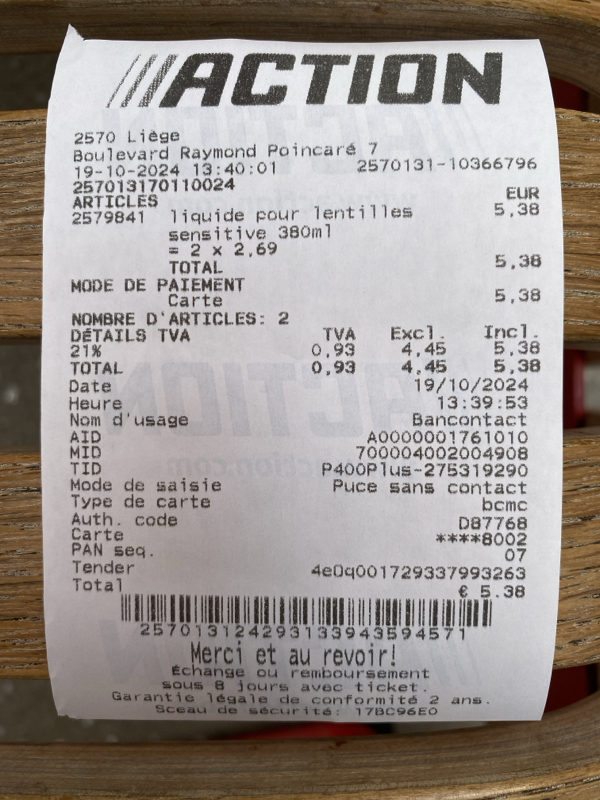 ACTION
2570 Liège
Boulevard Raymond Poincaré 7
19-10-2024 13:40:01 2570131-10366796
257013170110024
ARTICLES EUR
2579841 liquide pour lentilles 5,38
sensitive 380ml
= 2 x 2,69
TOTAL 5,38
MODE DE PAIEMENT
Carte 5,38
NOMBRE D'ARTICLES: 2
DÉTAILS TVA TVA Excl. Incl.
21% 0,93 4,45 5,38
TOTAL 0,93 4,45 5,38
Date 19/10/2024
Heure 13:39:53
Nom d'usage Bancontact
AID A0000001761010
MID 700004002004908
TID P400Plus-275319290
Mode de saisie Puce sans contact
Type de carte bcmc
Auth. code D87768
Carte ****8002
PAN seq. 07
Tender 4e0q001729337993263
Total € 5.38
257013124293133943594571
Merci et au revoir!
Échange ou remboursement
sous 8 jours avec ticket.
Garantie légale de conformité 2 ans.
Sceau de sécurité: 17BC96E0